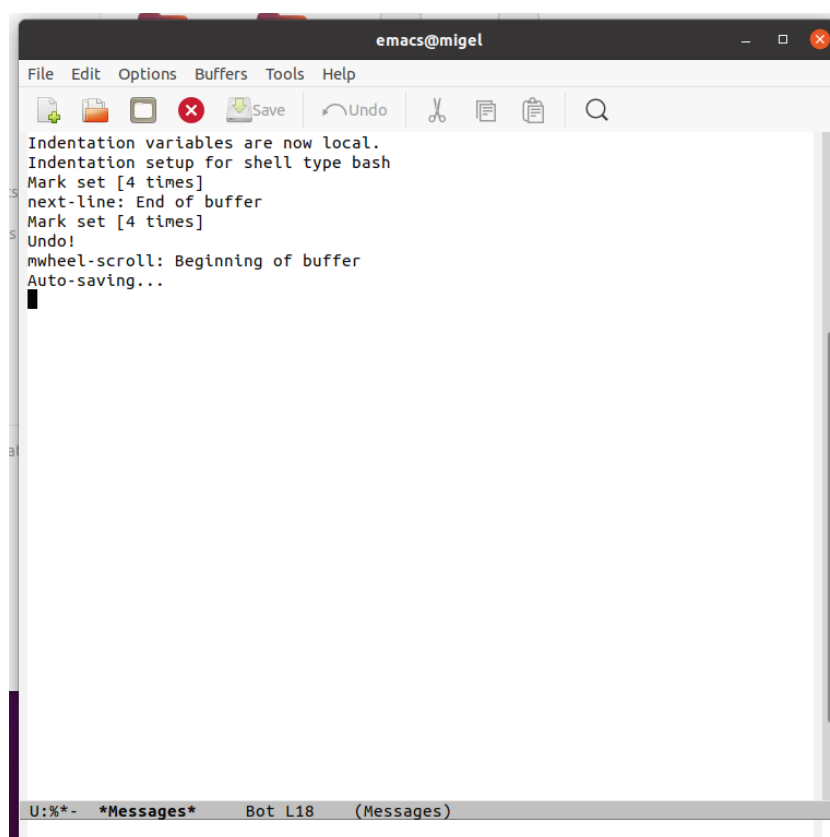 emacs@migel
File Edit Options Buffers Tools Help
Save Undo
Indentation variables are now local.
Indentation setup for shell type bash
Mark set [4 times]
next-line: End of buffer
Mark set [4 times]
Undo!
mwheel-scroll: Beginning of buffer
Auto-saving...
U:%*- *Messages* Bot L18 (Messages)